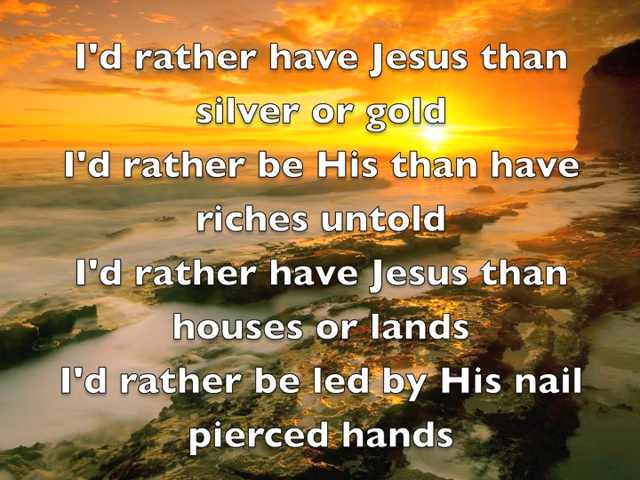 I'd rather have Jesus than
silver or gold
I'd rather be His than have
riches untold
I'd rather have Jesus than
houses or lands
I'd rather be led by His nail
pierced hands